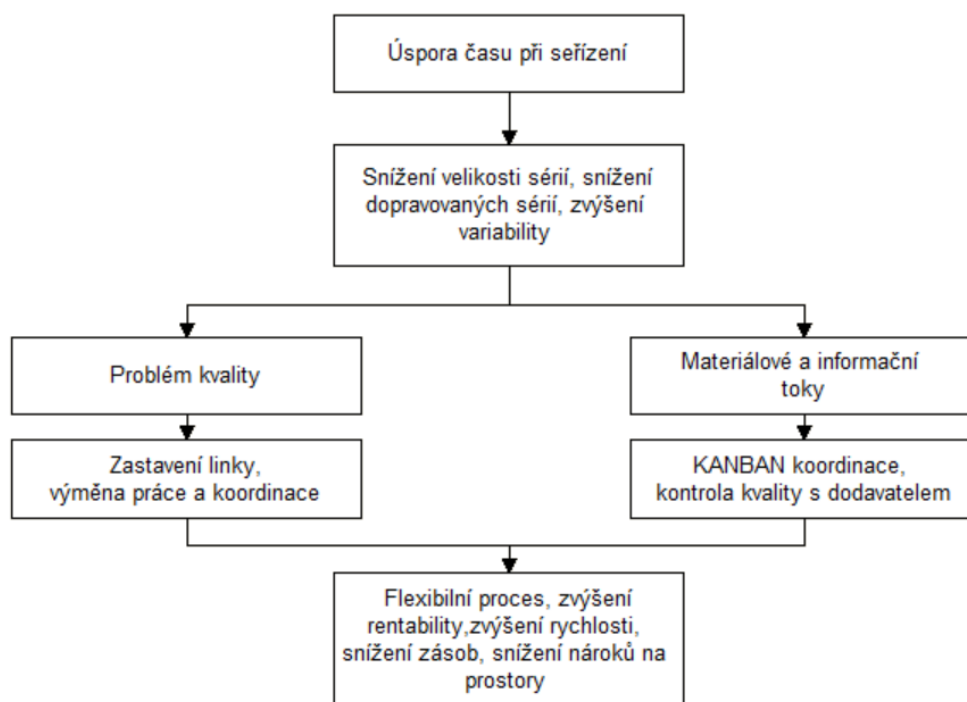 Úspora času při seřízení
Snížení velikosti sérií, snížení
dopravovaných sérií, zvýšení
variability
Problém kvality
Materiálové a informační
toky
Zastavení linky,
výměna práce a koordinace
KANBAN koordinace,
kontrola kvality s dodavatelem
Flexibilní proces, zvýšení
rentability,zvýšení rychlosti,
snížení zásob, snížení nároků na
prostory